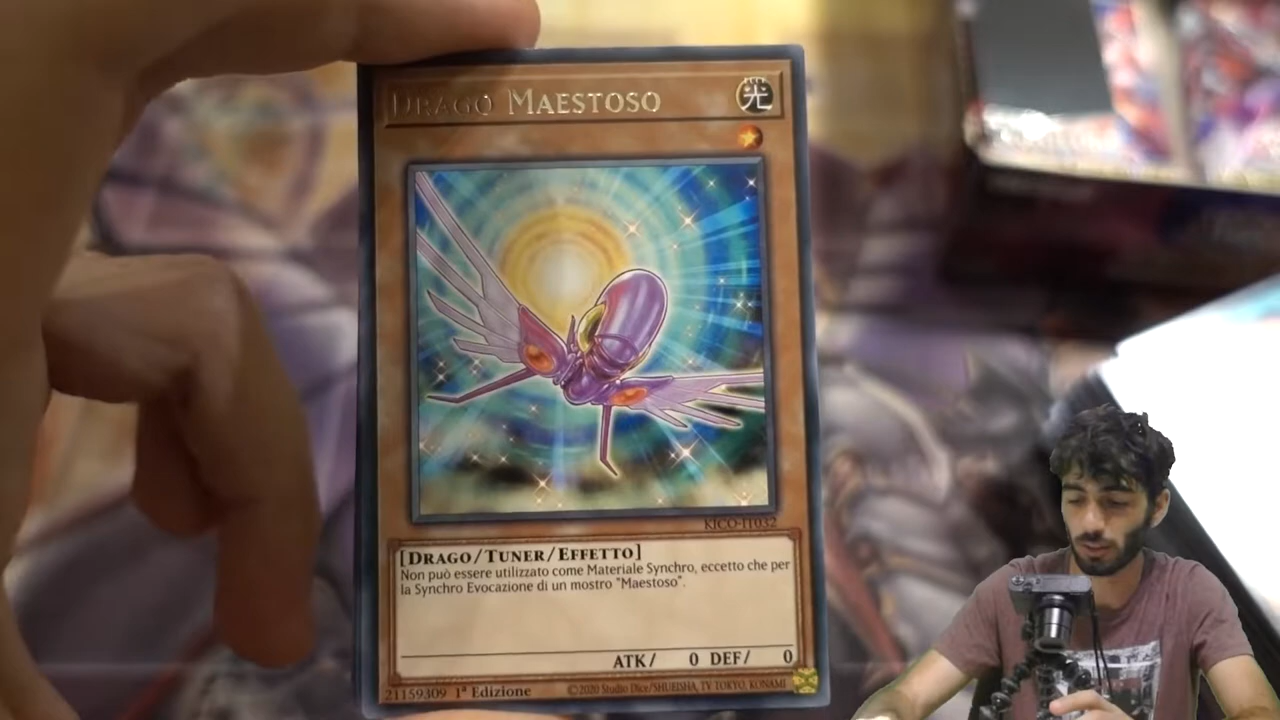 DRAGO MAESTOSO
光
KICO-IT032
[DRAGO/TUNER/EFFETTO]
Non può essere utilizzato come Materiale Synchro, eccetto che per
la Synchro Evocazione di un mostro "Maestoso".
ATK/ 0 DEF/ 0
21159309 1ª Edizione ©2020 Studio Dice/SHUEISHA, TV TOKYO, KONAMI